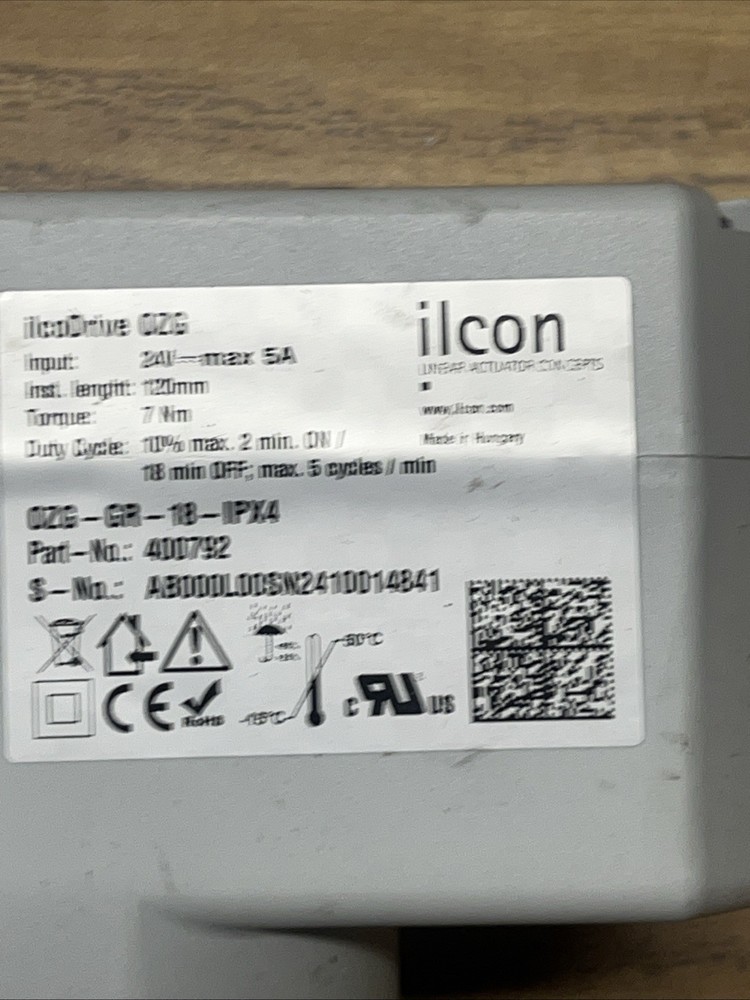 ilcoDrive OZG
Input: 24V⎓max 5A
Inst. lenght: 120mm
Torque: 7 Nm
Duty Cycle: 10% max. 2 min. ON /
18 min OFF; max. 5 cycles / min
OZG-GR-18-IPX4
Part-No.: 400792
S-No.: AB000L00SN2410014841
ilcon
LINEAR ACTUATOR CONCEPTS
www.ilcon.com
Made in Hungary
CE
RoHS
c RU us